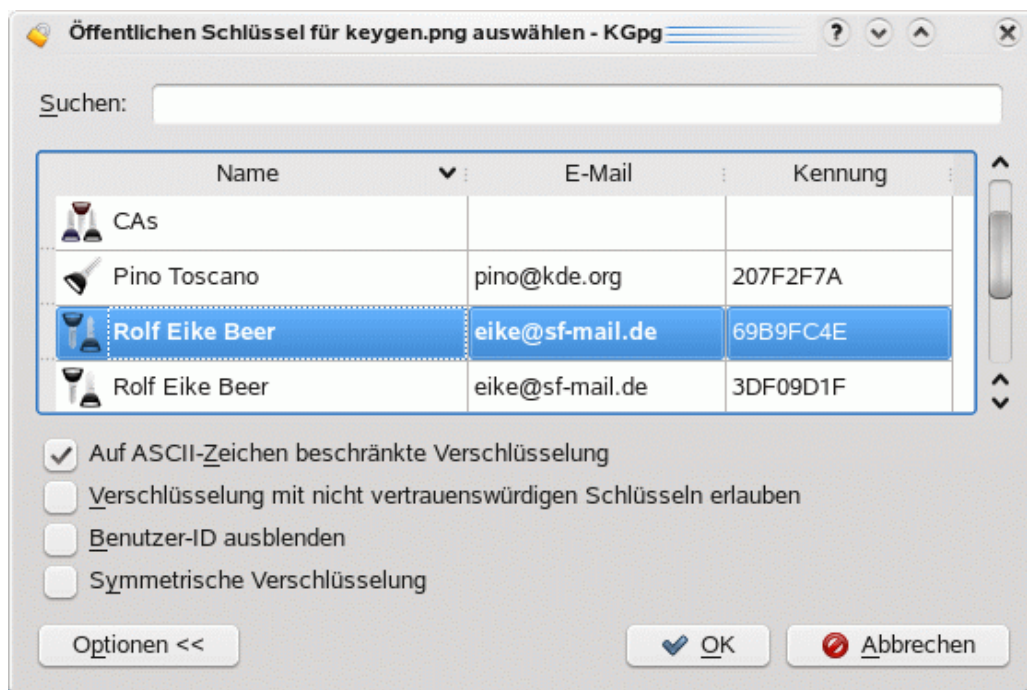 Öffentlichen Schlüssel für keygen.png auswählen - KGpg
Suchen:
Name E-Mail Kennung
CAs
Pino Toscano pino@kde.org 207F2F7A
Rolf Eike Beer eike@sf-mail.de 69B9FC4E
Rolf Eike Beer eike@sf-mail.de 3DF09D1F
Auf ASCII-Zeichen beschränkte Verschlüsselung
Verschlüsselung mit nicht vertrauenswürdigen Schlüsseln erlauben
Benutzer-ID ausblenden
Symmetrische Verschlüsselung
Optionen << OK Abbrechen